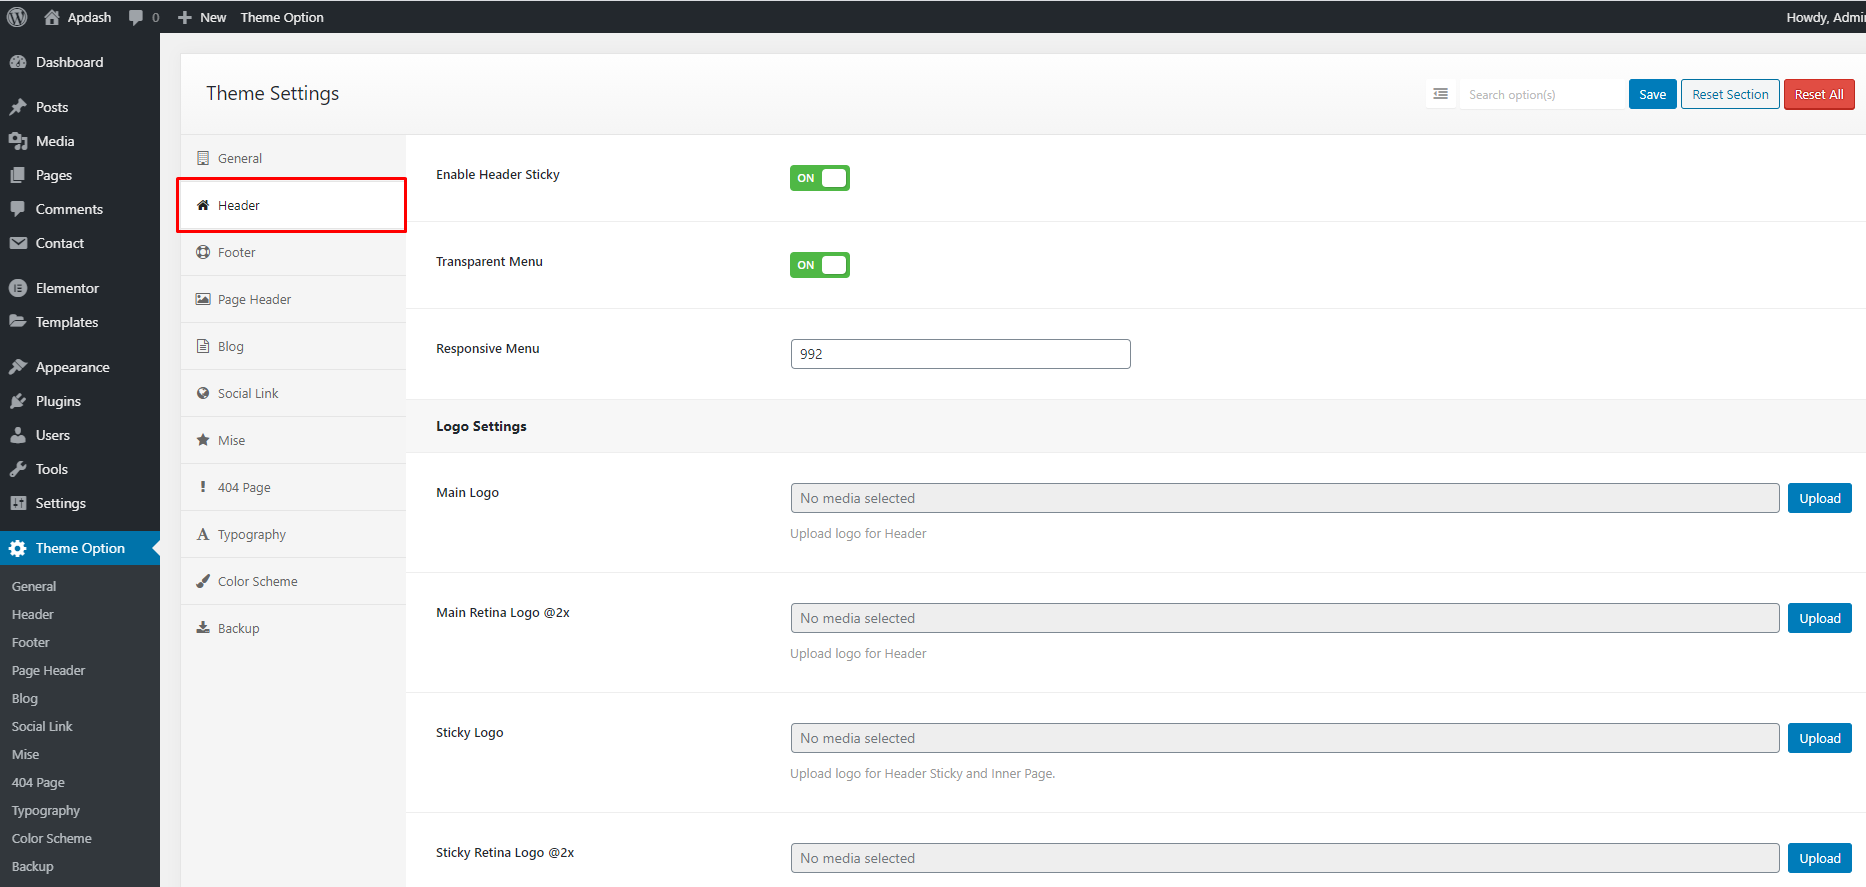 Apdash 0 New Theme Option Howdy, Admin
Dashboard
Posts
Media
Pages
Comments
Contact
Elementor
Templates
Appearance
Plugins
Users
Tools
Settings
Theme Option
General
Header
Footer
Page Header
Blog
Social Link
Mise
404 Page
Typography
Color Scheme
Backup
Theme Settings
Search option(s) Save Reset Section Reset All
General
Header
Footer
Page Header
Blog
Social Link
Mise
404 Page
Typography
Color Scheme
Backup
Enable Header Sticky ON
Transparent Menu ON
Responsive Menu 992
Logo Settings
Main Logo No media selected Upload
Upload logo for Header
Main Retina Logo @2x No media selected Upload
Upload logo for Header
Sticky Logo No media selected Upload
Upload logo for Header Sticky and Inner Page.
Sticky Retina Logo @2x No media selected Upload